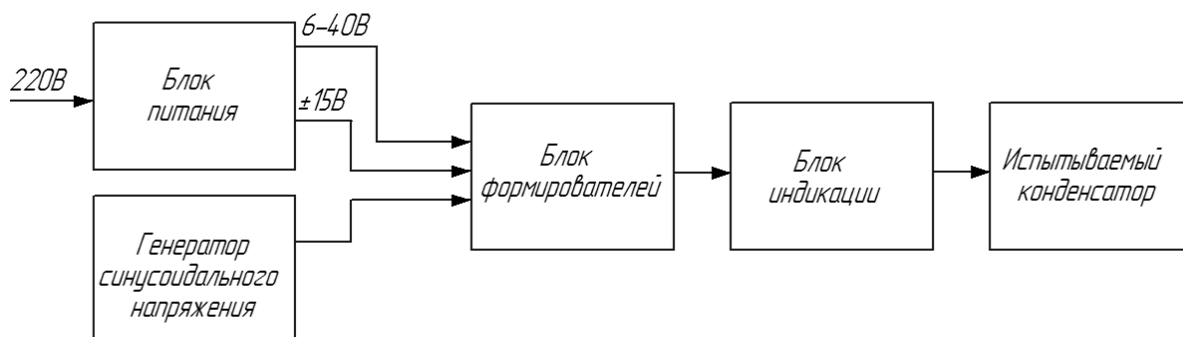 220В
Блок
питания
6-40В
±15В
Генератор
синусоидального
напряжения
Блок
формирователей
Блок
индикации
Испытываемый
конденсатор